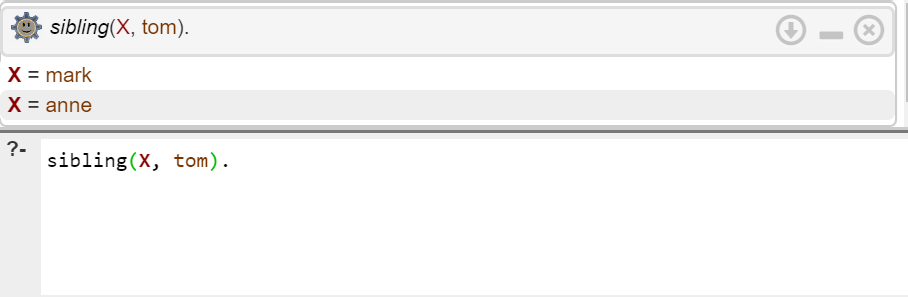 sibling(X, tom).
X = mark
X = anne
?- sibling(X, tom).